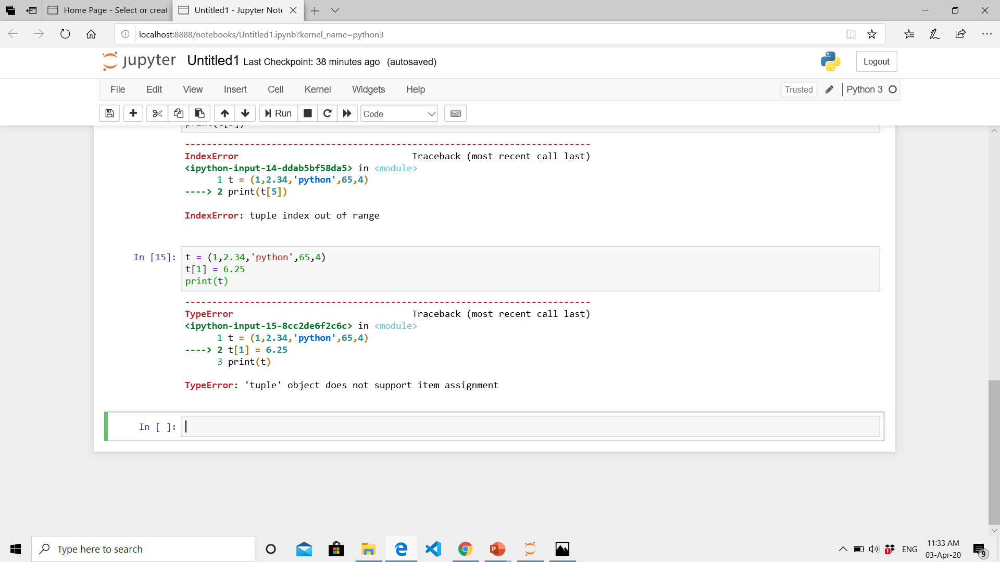 Home Page - Select or creat
Untitled1 - Jupyter Note
localhost:8888/notebooks/Untitled1.ipynb?kernel_name=python3
jupyter Untitled1 Last Checkpoint: 38 minutes ago (autosaved)
Logout
File Edit View Insert Cell Kernel Widgets Help
Trusted Python 3
Run Code
---------------------------------------------------------------------------
IndexError Traceback (most recent call last)
<ipython-input-14-ddab5bf58da5> in <module>
1 t = (1,2.34,'python',65,4)
----> 2 print(t[5])
IndexError: tuple index out of range
In [15]: t = (1,2.34,'python',65,4)
t[1] = 6.25
print(t)
---------------------------------------------------------------------------
TypeError Traceback (most recent call last)
<ipython-input-15-8cc2de6f2c6c> in <module>
1 t = (1,2.34,'python',65,4)
----> 2 t[1] = 6.25
3 print(t)
TypeError: 'tuple' object does not support item assignment
In [ ]:
Type here to search
ENG
11:33 AM
03-Apr-20
9